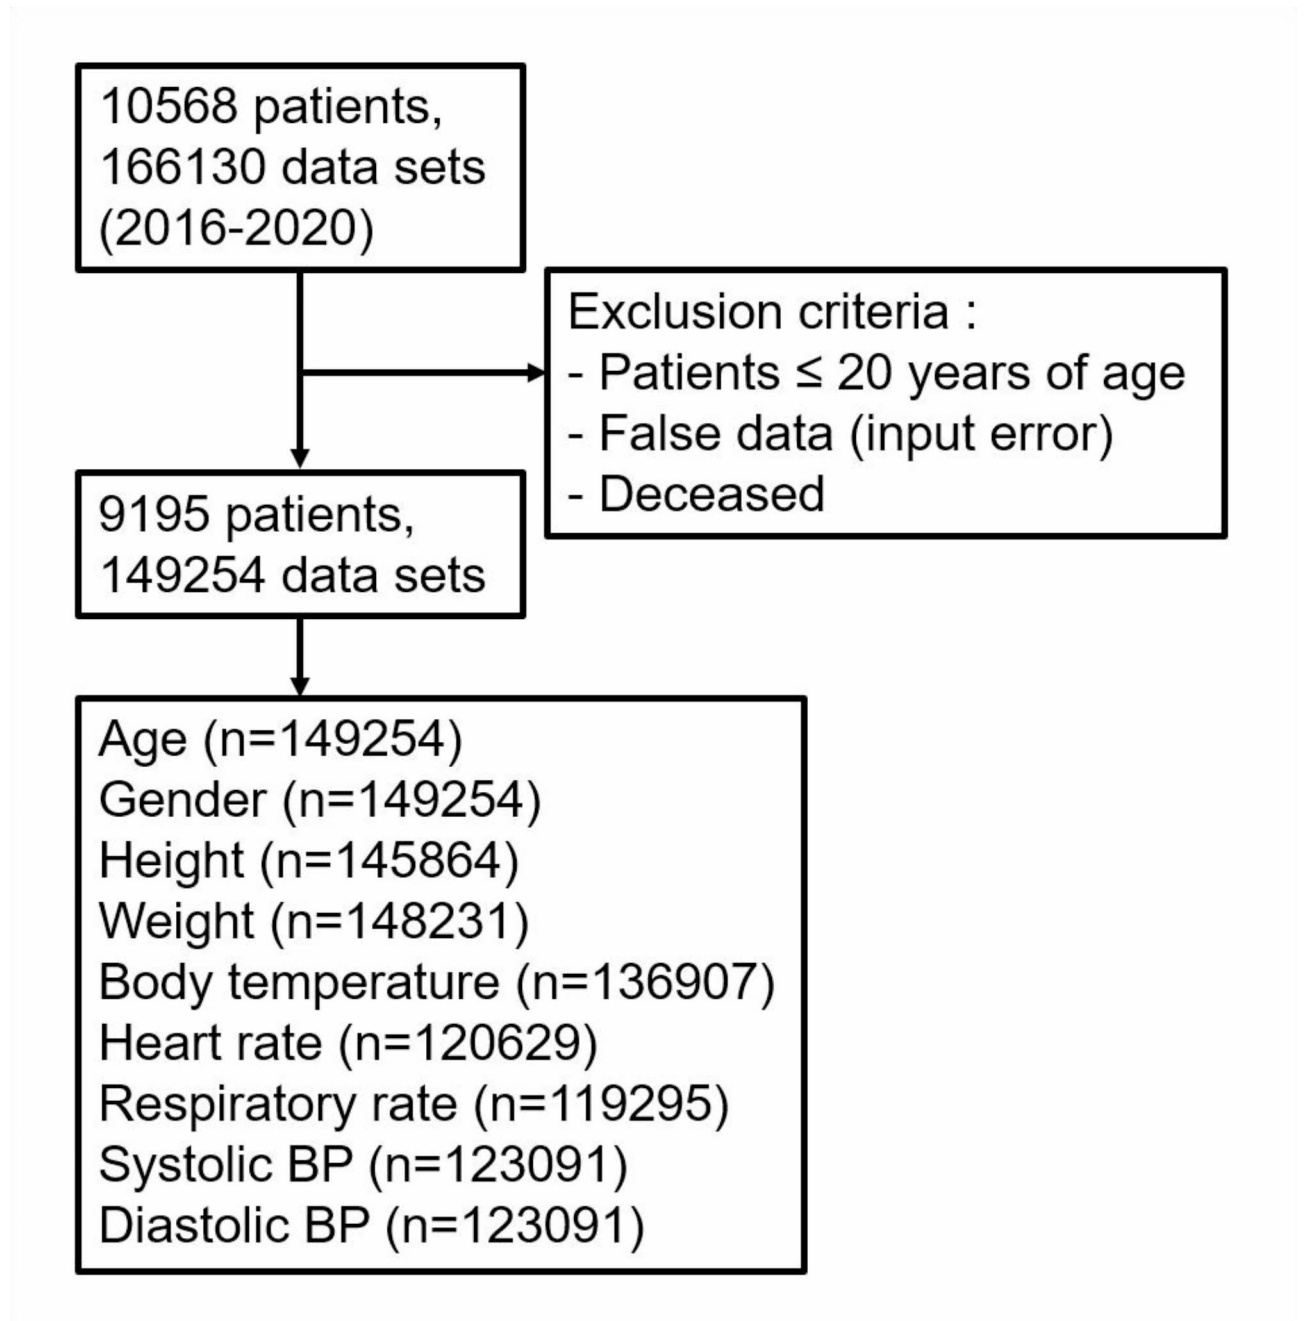 10568 patients,
166130 data sets
(2016-2020)
Exclusion criteria :
- Patients ≤ 20 years of age
- False data (input error)
- Deceased
9195 patients,
149254 data sets
Age (n=149254)
Gender (n=149254)
Height (n=145864)
Weight (n=148231)
Body temperature (n=136907)
Heart rate (n=120629)
Respiratory rate (n=119295)
Systolic BP (n=123091)
Diastolic BP (n=123091)